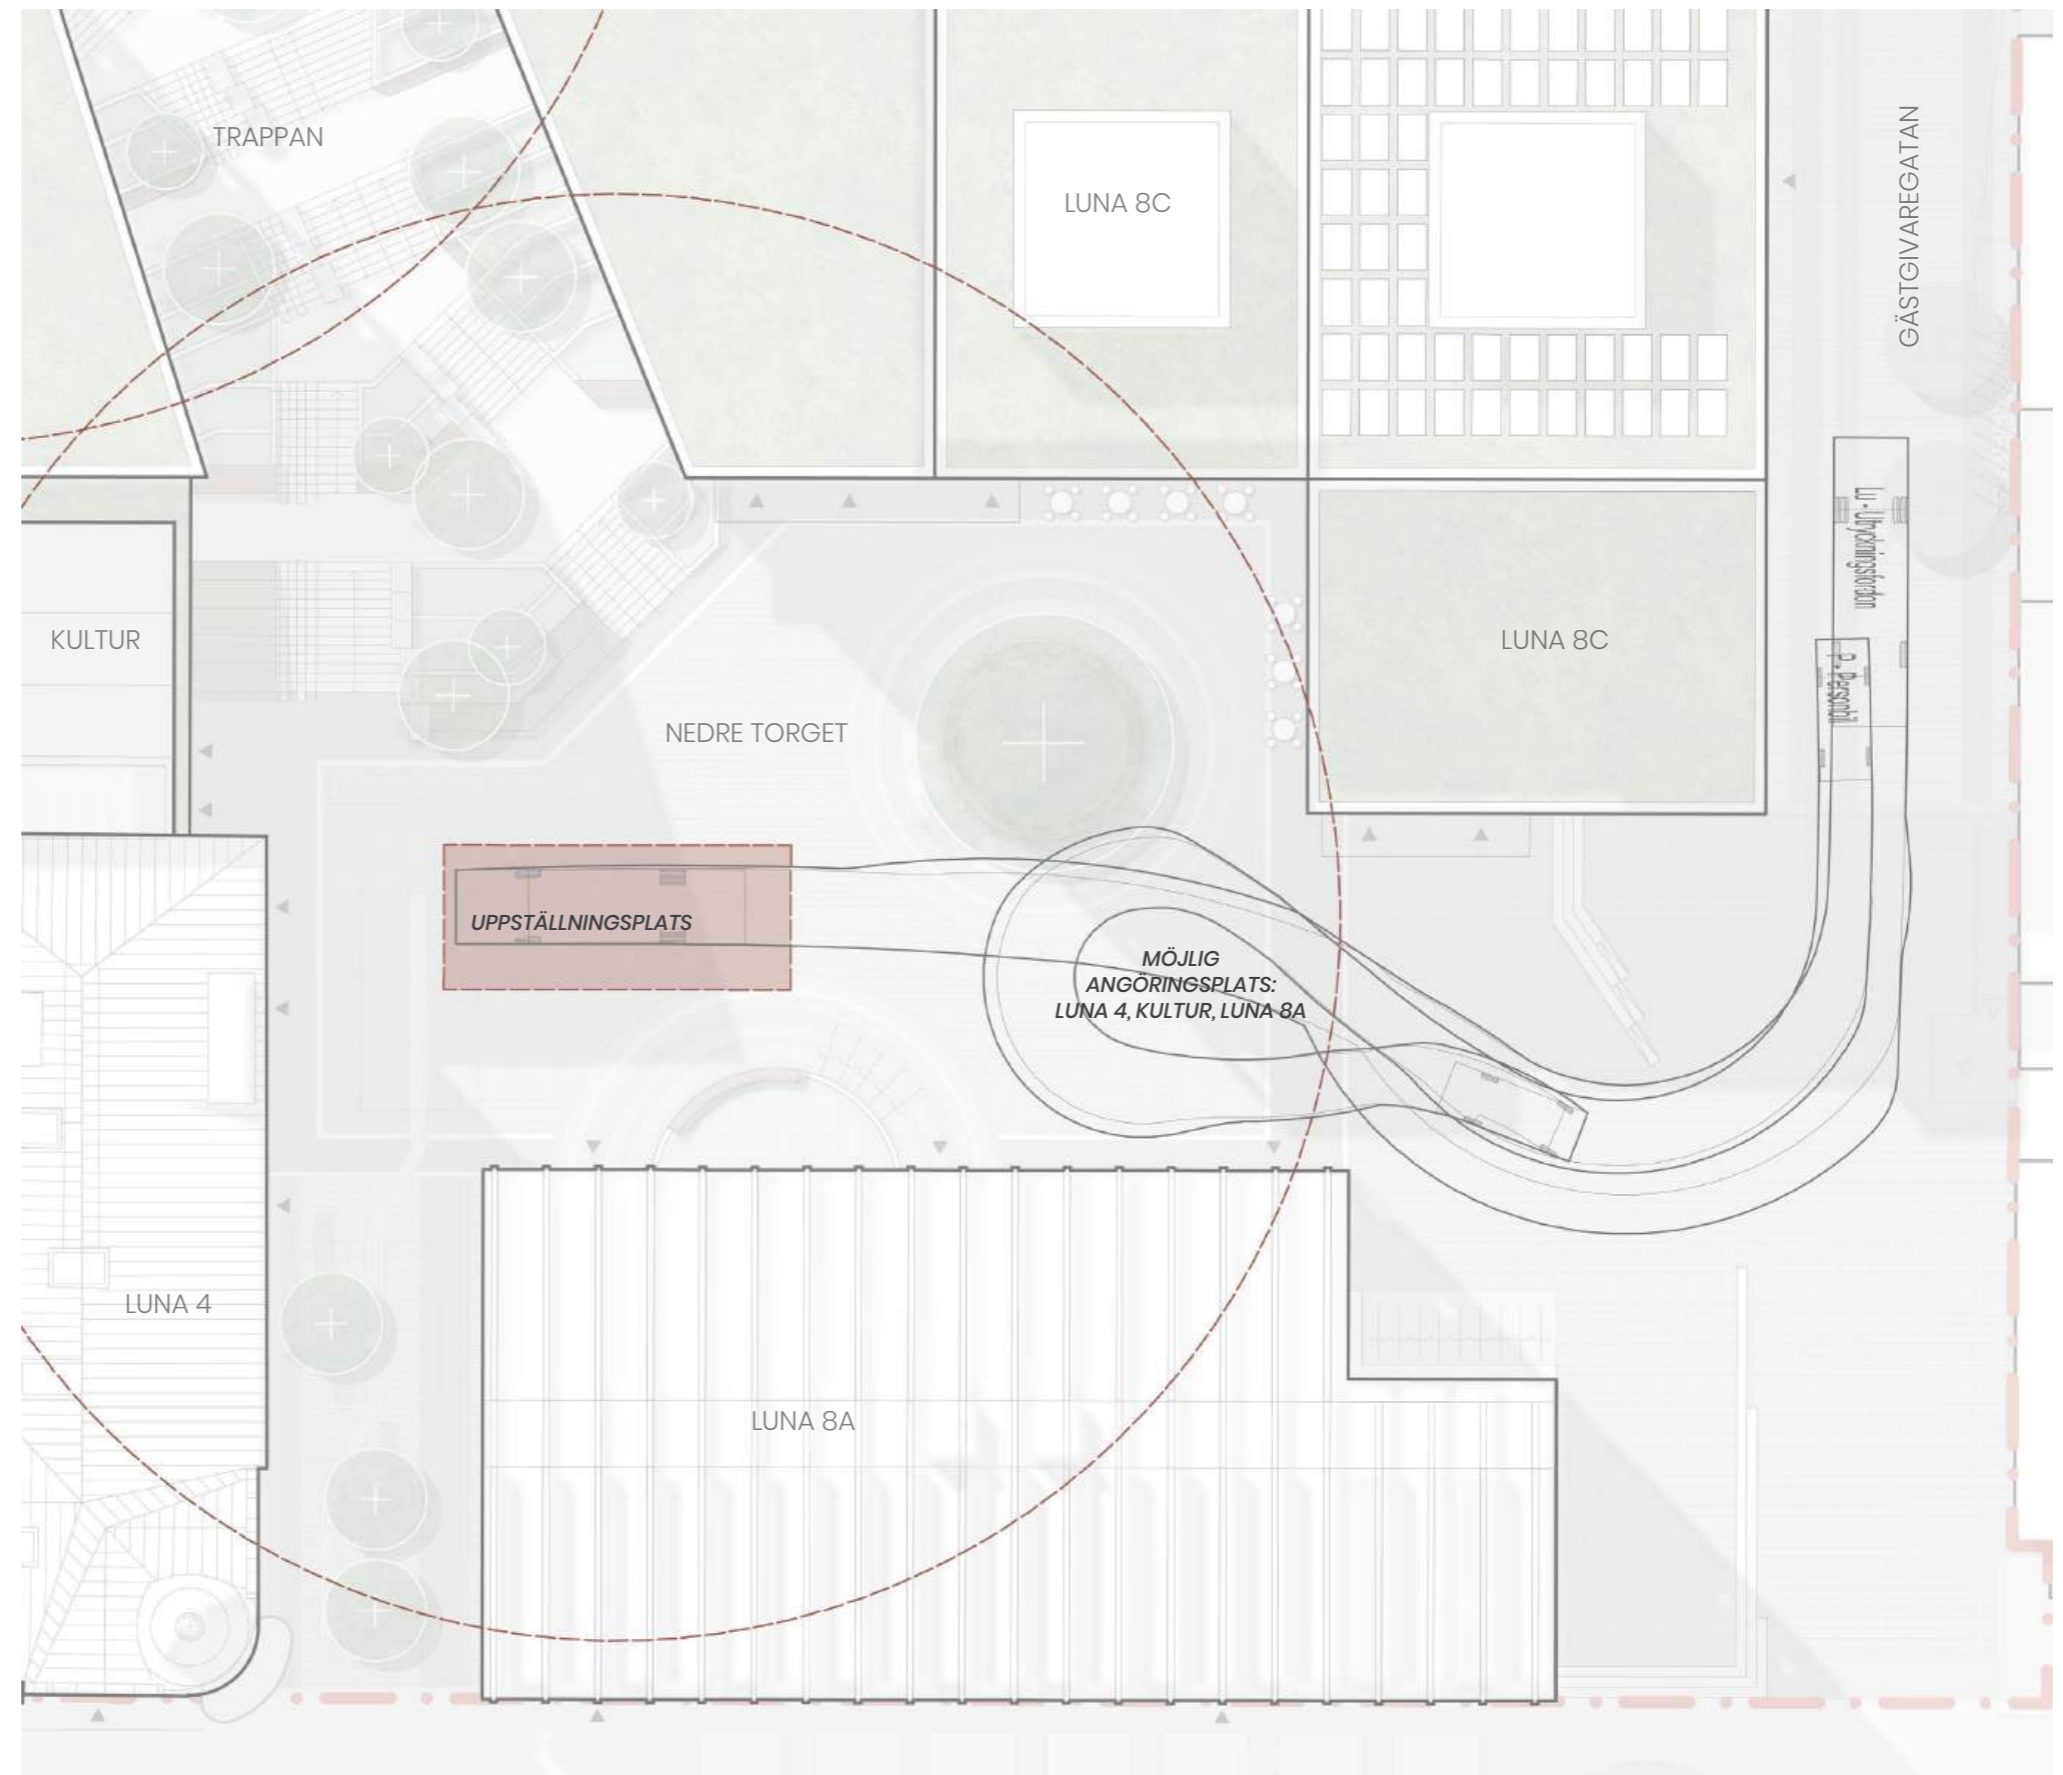 TRAPPAN
LUNA 8C
GÄSTGIVAREGATAN
Lu - Utryckningsfordon
KULTUR
LUNA 8C
P. Personbil
NEDRE TORGET
UPPSTÄLLNINGSPLATS
MÖJLIG
ANGÖRINGSPLATS:
LUNA 4, KULTUR, LUNA 8A
LUNA 4
LUNA 8A